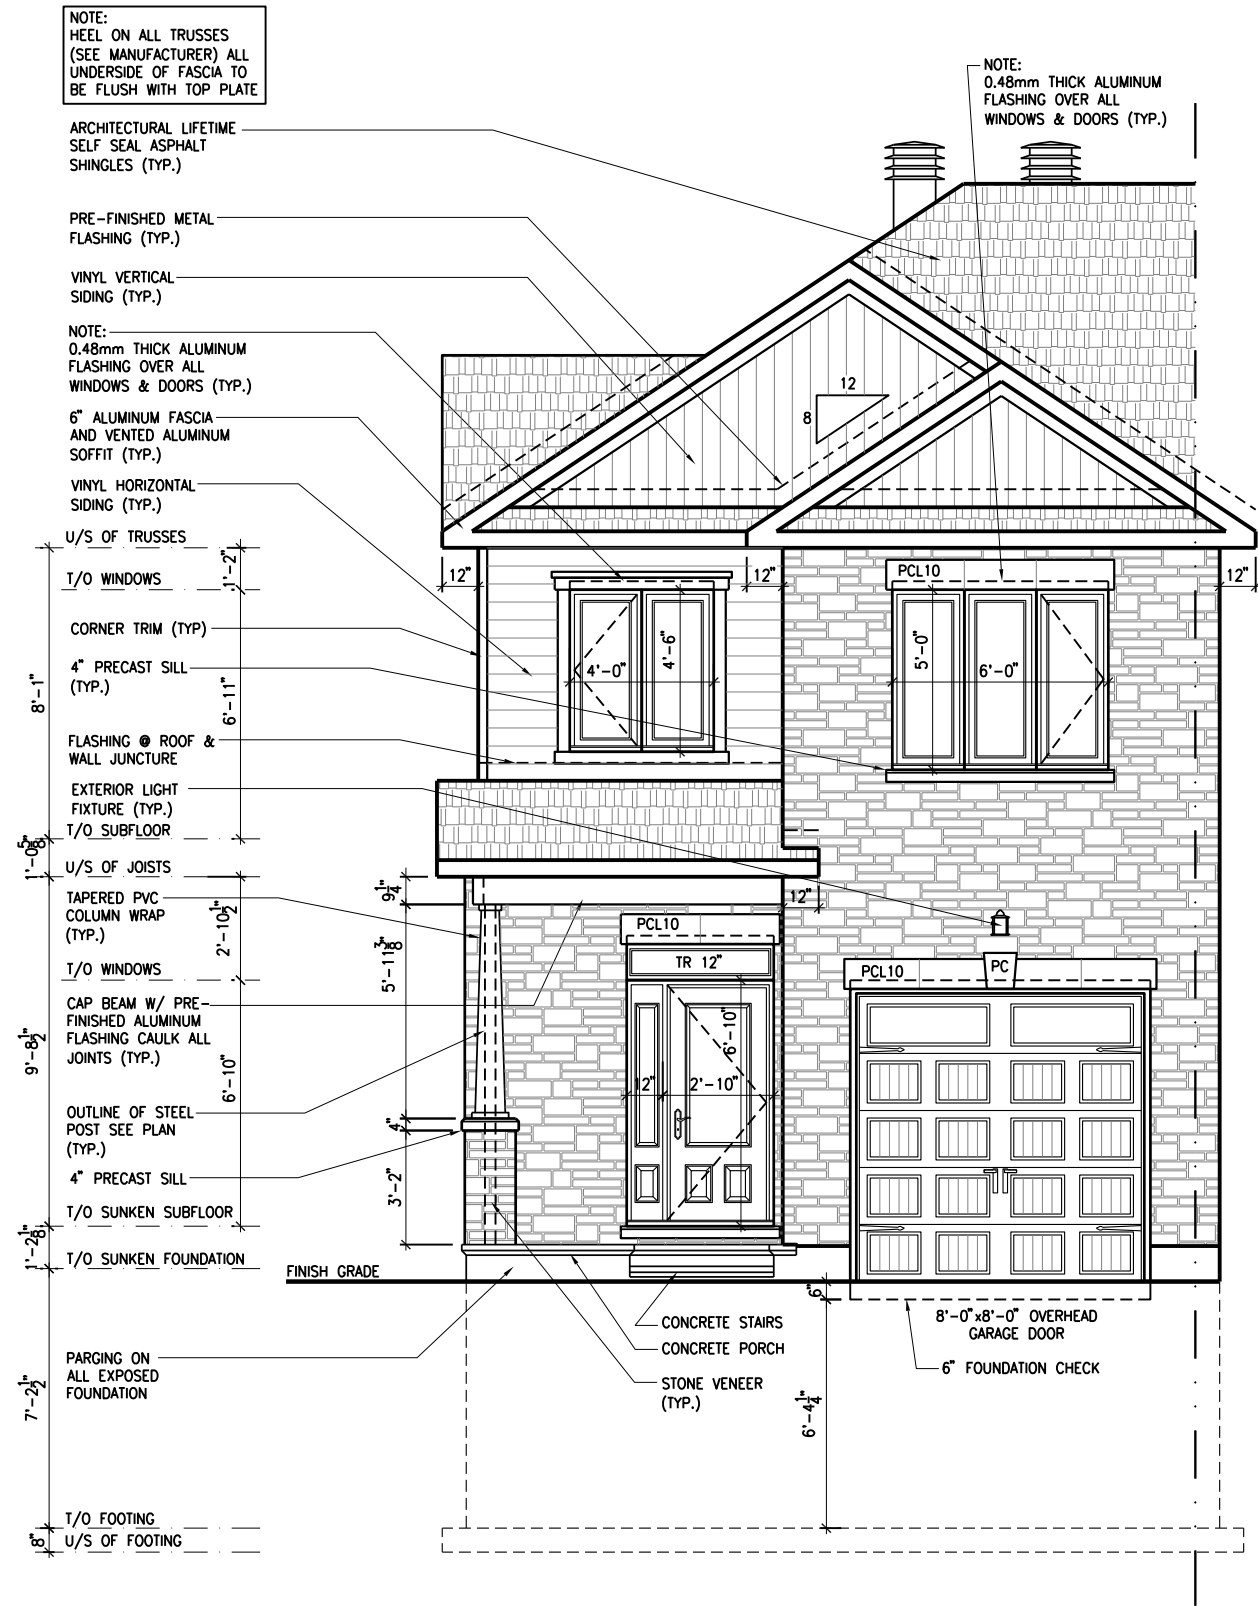 NOTE:
HEEL ON ALL TRUSSES
(SEE MANUFACTURER) ALL
UNDERSIDE OF FASCIA TO
BE FLUSH WITH TOP PLATE
NOTE:
0.48mm THICK ALUMINUM
FLASHING OVER ALL
WINDOWS & DOORS (TYP.)
ARCHITECTURAL LIFETIME
SELF SEAL ASPHALT
SHINGLES (TYP.)
PRE-FINISHED METAL
FLASHING (TYP.)
VINYL VERTICAL
SIDING (TYP.)
NOTE:
0.48mm THICK ALUMINUM
FLASHING OVER ALL
WINDOWS & DOORS (TYP.)
12
8
6" ALUMINUM FASCIA
AND VENTED ALUMINUM
SOFFIT (TYP.)
VINYL HORIZONTAL
SIDING (TYP.)
U/S OF TRUSSES
1'-2"
T/O WINDOWS
12"
12"
PCL10
12"
CORNER TRIM (TYP)
4" PRECAST SILL
(TYP.)
8'-1"
6'-11"
4'-0"
4'-6"
5'-0"
6'-0"
FLASHING @ ROOF &
WALL JUNCTURE
EXTERIOR LIGHT
FIXTURE (TYP.)
T/O SUBFLOOR
1'-0 5/8"
U/S OF JOISTS
9 1/4"
12"
TAPERED PVC
COLUMN WRAP
(TYP.)
2'-10 1/2"
5'-11 3/8"
PCL10
TR 12"
T/O WINDOWS
PCL10
PC
CAP BEAM W/ PRE-
FINISHED ALUMINUM
FLASHING CAULK ALL
JOINTS (TYP.)
9'-8 1/2"
6'-10"
6'-10"
12"
2'-10"
OUTLINE OF STEEL
POST SEE PLAN
(TYP.)
4"
4" PRECAST SILL
3'-2"
T/O SUNKEN SUBFLOOR
1'-2 1/8"
T/O SUNKEN FOUNDATION
FINISH GRADE
6"
CONCRETE STAIRS
CONCRETE PORCH
STONE VENEER
(TYP.)
8'-0"x8'-0" OVERHEAD
GARAGE DOOR
6" FOUNDATION CHECK
PARGING ON
ALL EXPOSED
FOUNDATION
7'-2 1/2"
6'-4 1/4"
T/O FOOTING
8"
U/S OF FOOTING